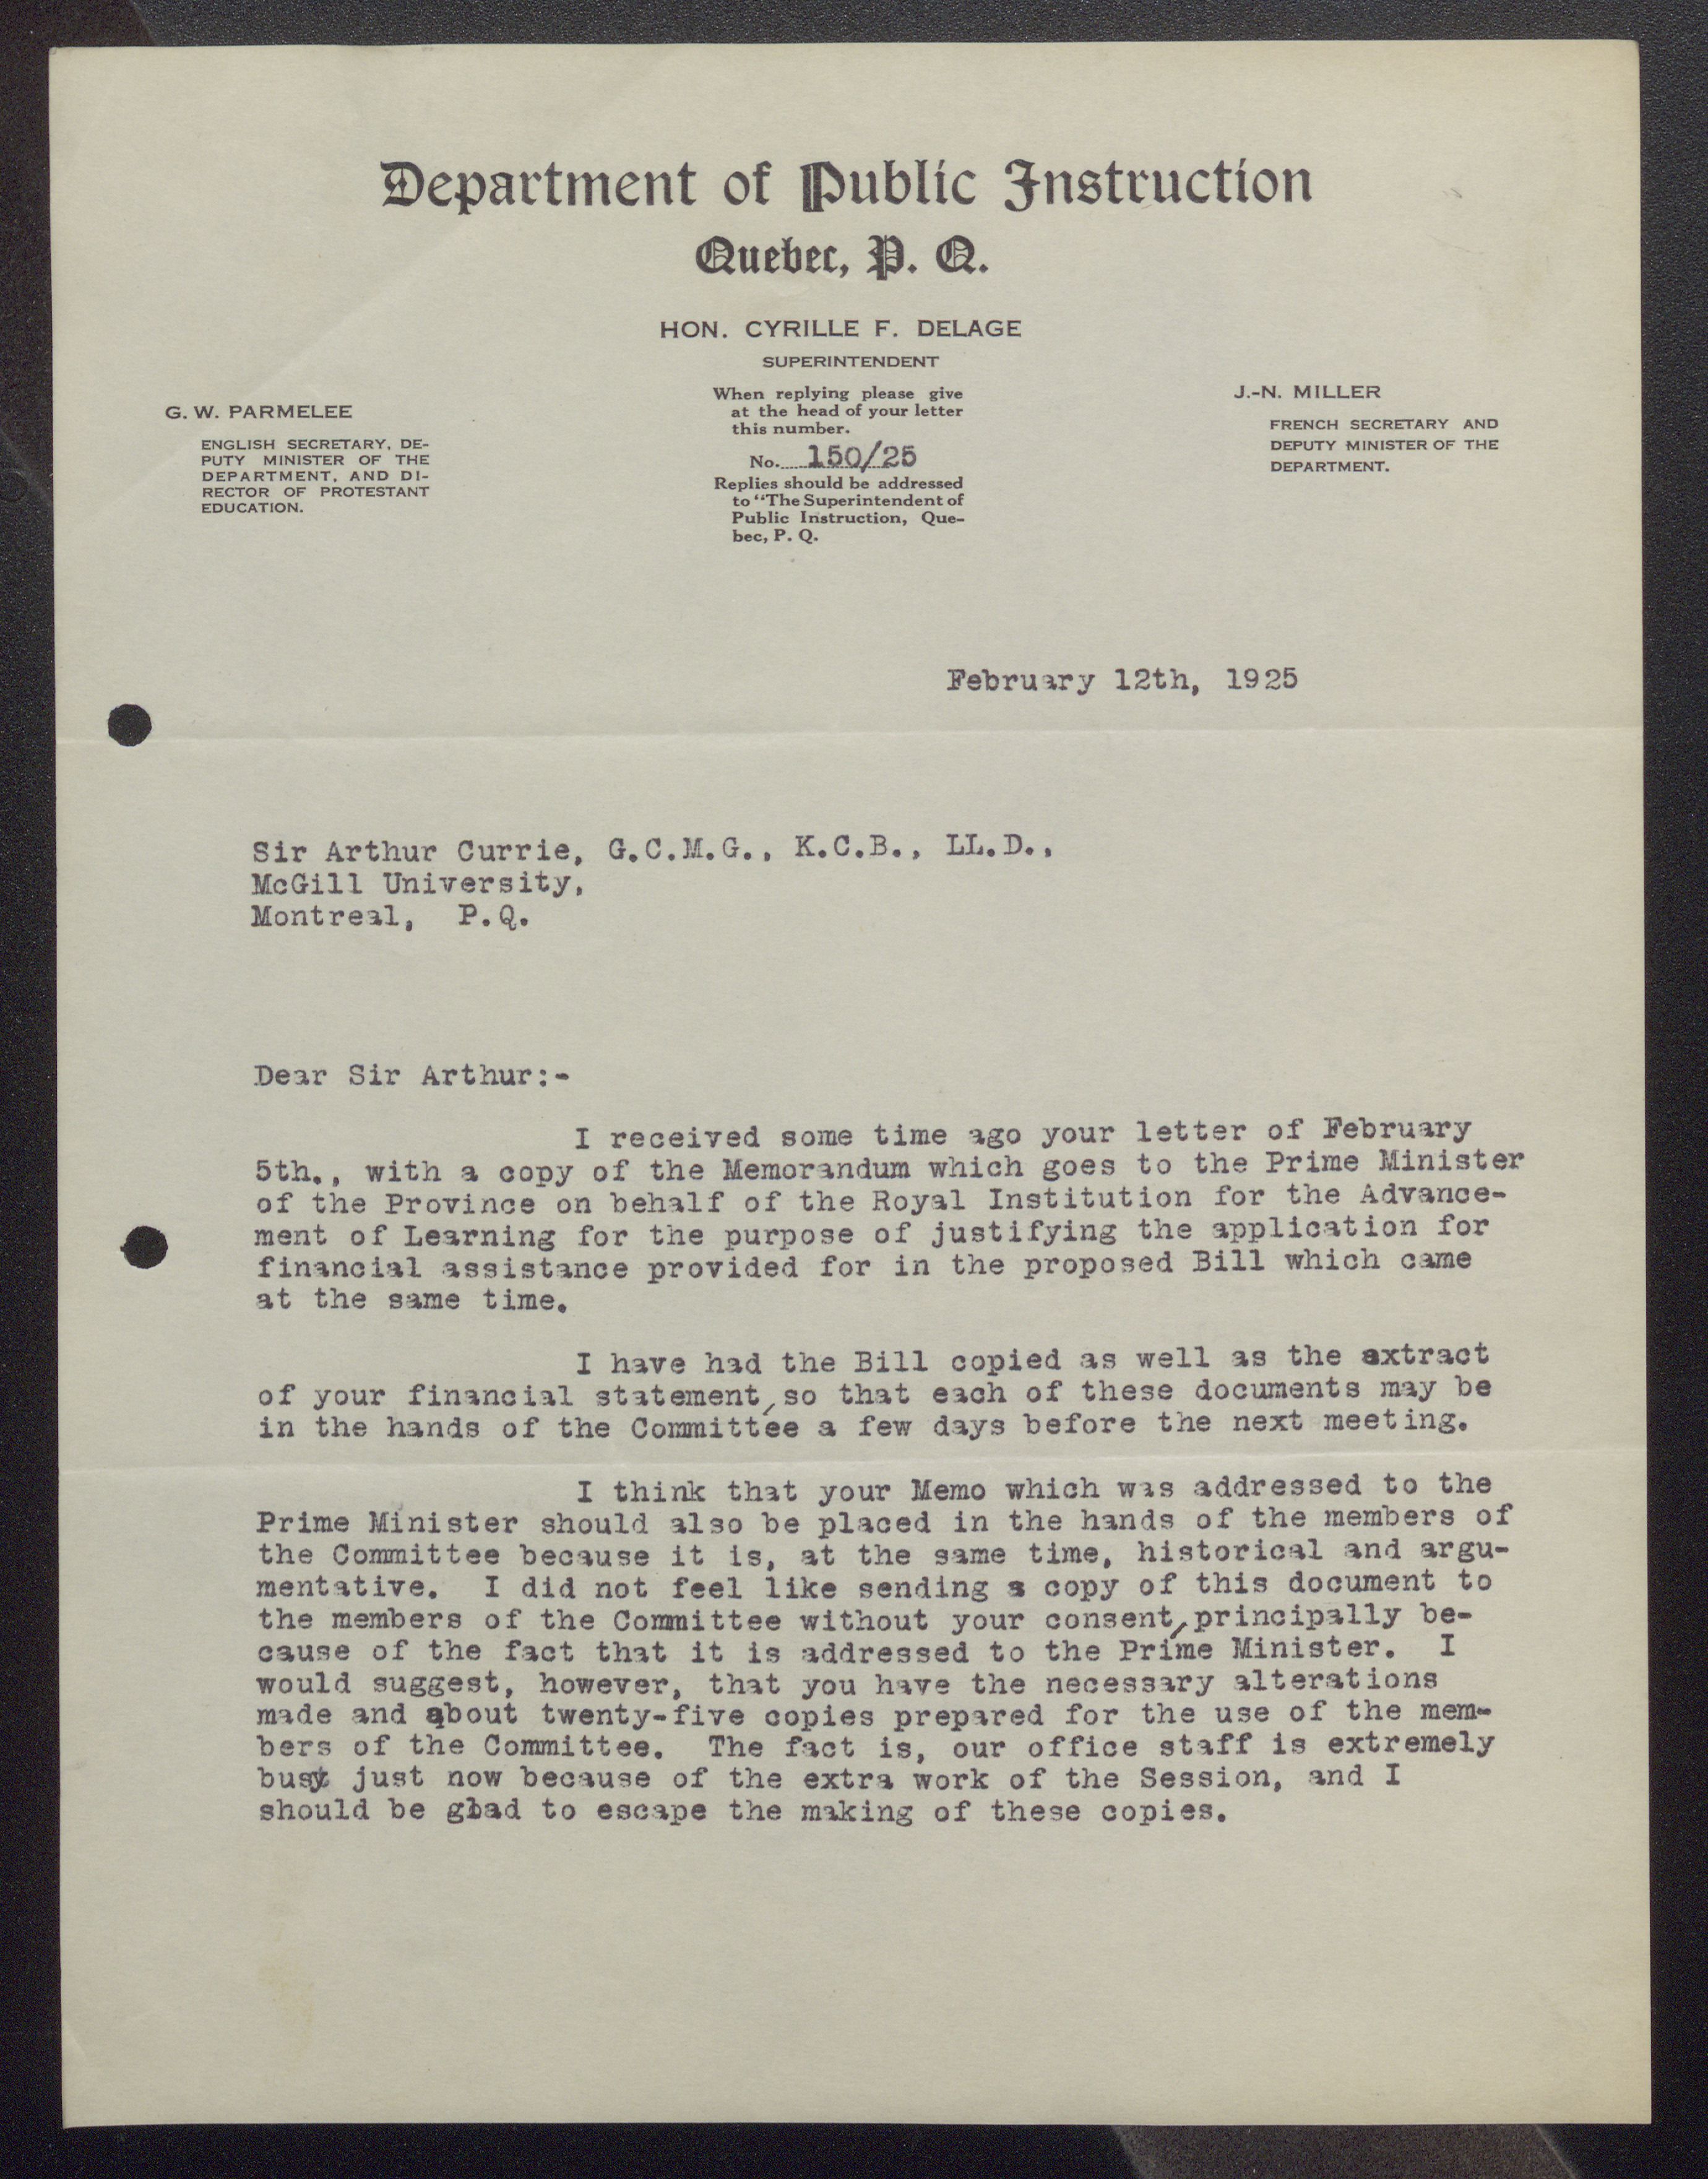 Department of Public Instruction
Quebec, P. Q.
HON. CYRILLE F. DELAGE
SUPERINTENDENT
G. W. PARMELEE
ENGLISH SECRETARY, DE-
PUTY MINISTER OF THE
DEPARTMENT, AND DI-
RECTOR OF PROTESTANT
EDUCATION.
When replying please give
at the head of your letter
this number.
No. 150/25
Replies should be addressed
to "The Superintendent of
Public Instruction, Que-
bec, P. Q.
J.-N. MILLER
FRENCH SECRETARY AND
DEPUTY MINISTER OF THE
DEPARTMENT.
February 12th, 1925
Sir Arthur Currie, G.C.M.G., K.C.B., LL.D.,
McGill University,
Montreal, P.Q.
Dear Sir Arthur:-
I received some time ago your letter of February
5th., with a copy of the Memorandum which goes to the Prime Minister
of the Province on behalf of the Royal Institution for the Advance-
ment of Learning for the purpose of justifying the application for
financial assistance provided for in the proposed Bill which came
at the same time.
I have had the Bill copied as well as the extract
of your financial statement, so that each of these documents may be
in the hands of the Committee a few days before the next meeting.
I think that your Memo which was addressed to the
Prime Minister should also be placed in the hands of the members of
the Committee because it is, at the same time, historical and argu-
mentative. I did not feel like sending a copy of this document to
the members of the Committee without your consent, principally be-
cause of the fact that it is addressed to the Prime Minister. I
would suggest, however, that you have the necessary alterations
made and about twenty-five copies prepared for the use of the mem-
bers of the Committee. The fact is, our office staff is extremely
busy just now because of the extra work of the Session, and I
should be glad to escape the making of these copies.